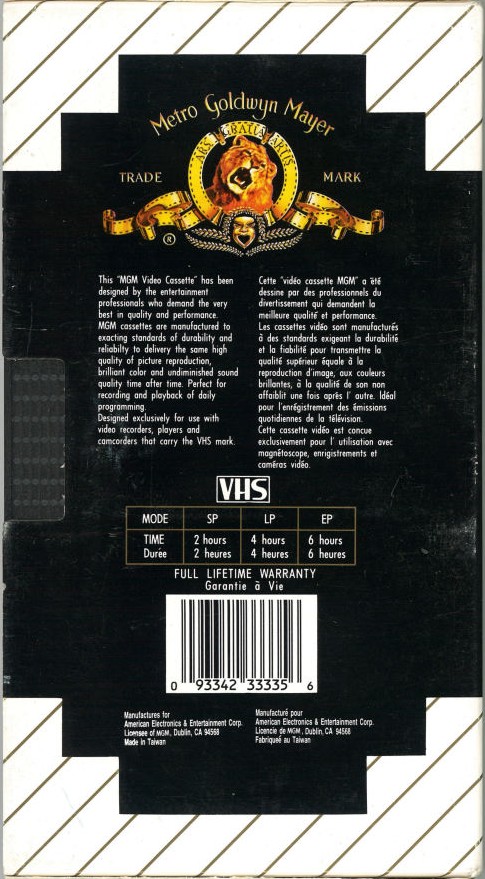 Metro Goldwyn Mayer
ARS GRATIA ARTIS
TRADE MARK
®
This "MGM Video Cassette" has been
designed by the entertainment
professionals who demand the very
best in quality and performance.
MGM cassettes are manufactured to
exacting standards of durability and
reliabilty to delivery the same high
quality of picture reproduction,
brilliant color and undiminished sound
quality time after time. Perfect for
recording and playback of daily
programming.
Designed exclusively for use with
video recorders, players and
camcorders that carry the VHS mark.
Cette "vidéo cassette MGM" a été
dessine par des professionnels du
divertissement qui demandent la
meilleure qualité et performance.
Les cassettes vidéo sont manufacturés
à des standards exigeant la durabilité
et la fiabilité pour transmettre la
qualité supérieur équale à la
reproduction d'image, aux couleurs
brillantes, à la qualité de son non
affaiblit une fois après l' autre. Idéal
pour l'enrégistrement des émissions
quotidiennes de la télévision.
Cette cassette vidéo est concue
exclusivement pour l' utilisation avec
magnétoscope, enrigistrements et
caméras vidéo.
VHS
MODE SP LP EP
TIME 2 hours 4 hours 6 hours
Durée 2 heures 4 heures 6 heures
FULL LIFETIME WARRANTY
Garantie à Vie
0 93342 33335 6
Manufactures for
American Electronics & Entertainment Corp.
Licensee of MGM, Dublin, CA 94568
Made in Taiwan
Manufacturé pour
American Electronics & Entertainment Corp.
Licencie de MGM, Dublin, CA 94568
Fabriqueé au Taiwan